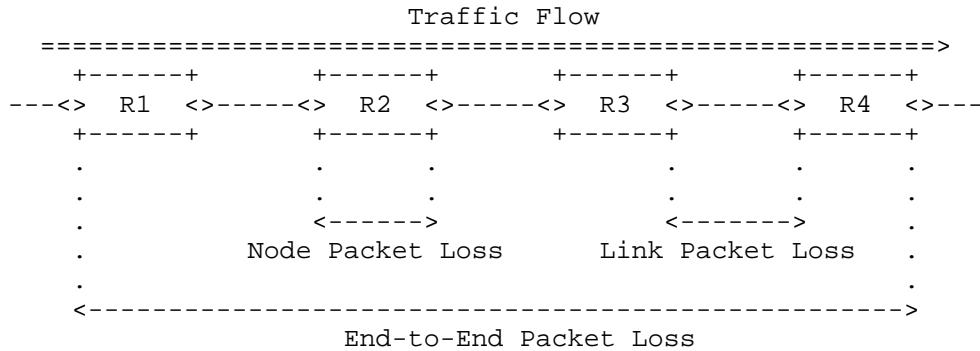 Traffic Flow
========================================================>
+------+ +------+ +------+ +------+
---<> R1 <>-----<> R2 <>-----<> R3 <>-----<> R4 <>---
+------+ +------+ +------+ +------+
. . . . . .
. . . . . .
. <------> <-------> .
. Node Packet Loss Link Packet Loss .
. .
<--------------------------------------------------->
End-to-End Packet Loss